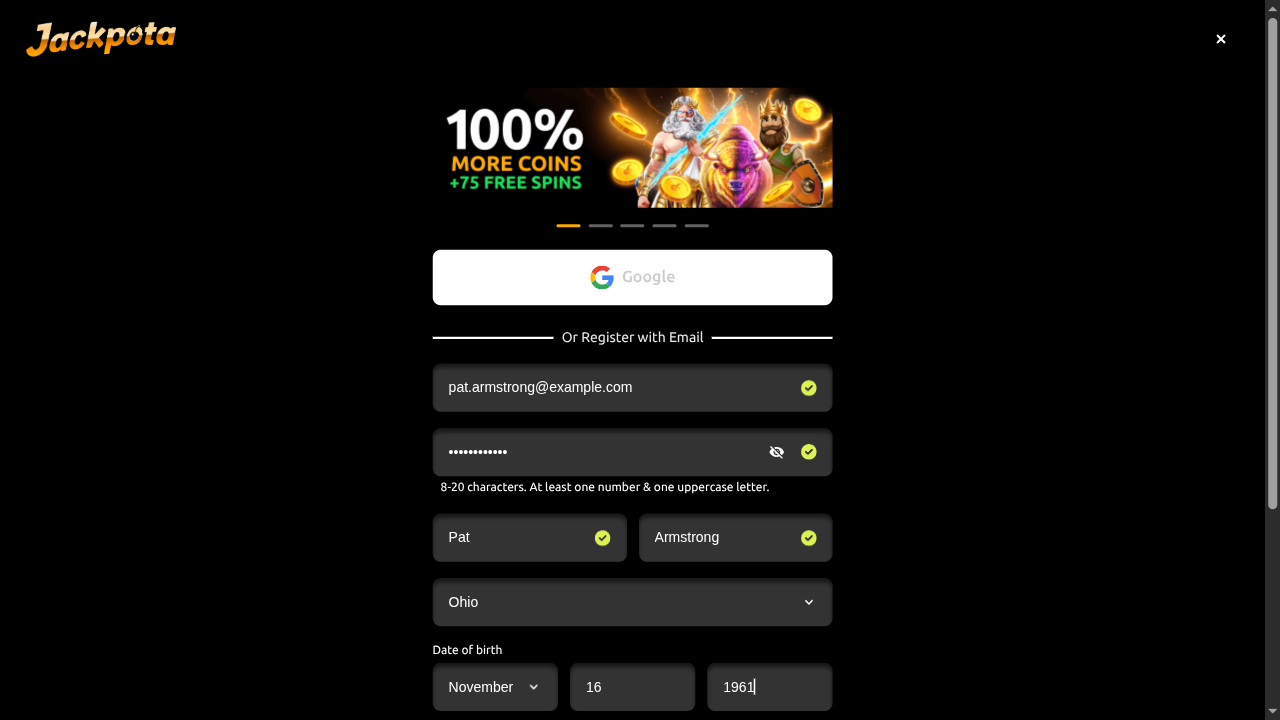 Jackpota
×
100%
MORE COINS
+75 FREE SPINS
Google
Or Register with Email
pat.armstrong@example.com
••••••••••••
8-20 characters. At least one number & one uppercase letter.
Pat Armstrong
Ohio
Date of birth
November 16 1961